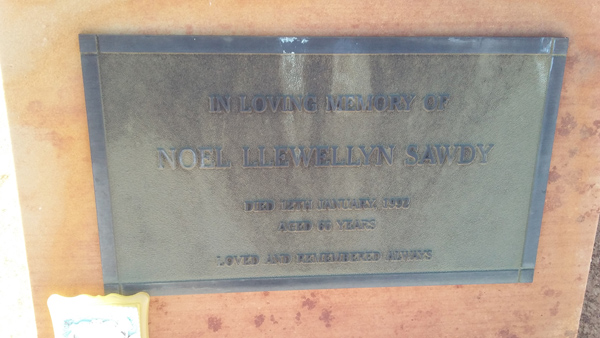 IN LOVING MEMORY OF
NOEL LLEWELLYN SAWDY
DIED JANUARY
AGED YEARS
LOVED AND REMEMBERED ALWAYS